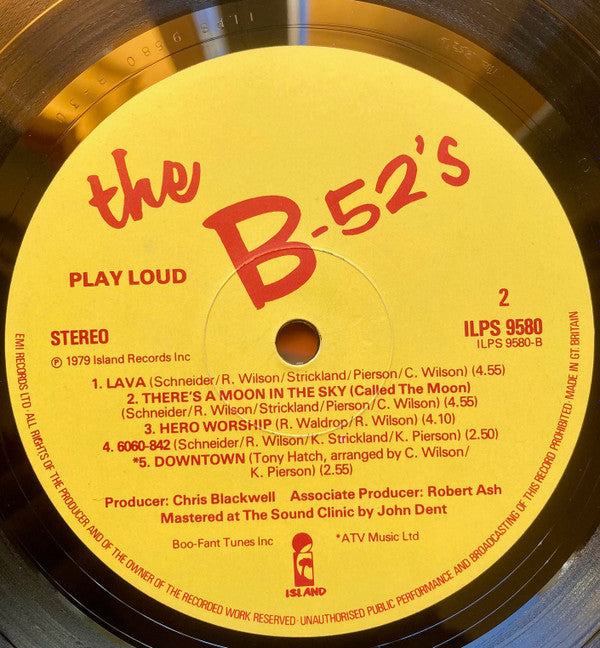 the
B-52's
PLAY LOUD
2
STEREO
ILPS 9580
℗ 1979 Island Records Inc
ILPS 9580-B
1. LAVA (Schneider/R. Wilson/Strickland/Pierson/C. Wilson) (4.55)
2. THERE'S A MOON IN THE SKY (Called The Moon)
(Schneider/R. Wilson/Strickland/Pierson/C. Wilson) (4.55)
3. HERO WORSHIP (R. Waldrop/R. Wilson) (4.10)
4. 6060-842 (Schneider/R. Wilson/K. Strickland/K. Pierson) (2.50)
*5. DOWNTOWN (Tony Hatch, arranged by C. Wilson/
K. Pierson) (2.55)
Producer: Chris Blackwell Associate Producer: Robert Ash
Mastered at The Sound Clinic by John Dent
Boo-Fant Tunes Inc *ATV Music Ltd
ISLAND
EMI RECORDS LTD. ALL RIGHTS OF THE PRODUCER AND OF THE OWNER OF THE RECORDED WORK RESERVED · UNAUTHORISED PUBLIC PERFORMANCE AND BROADCASTING OF THIS RECORD PROHIBITED · MADE IN GT. BRITAIN
ILPS 9580